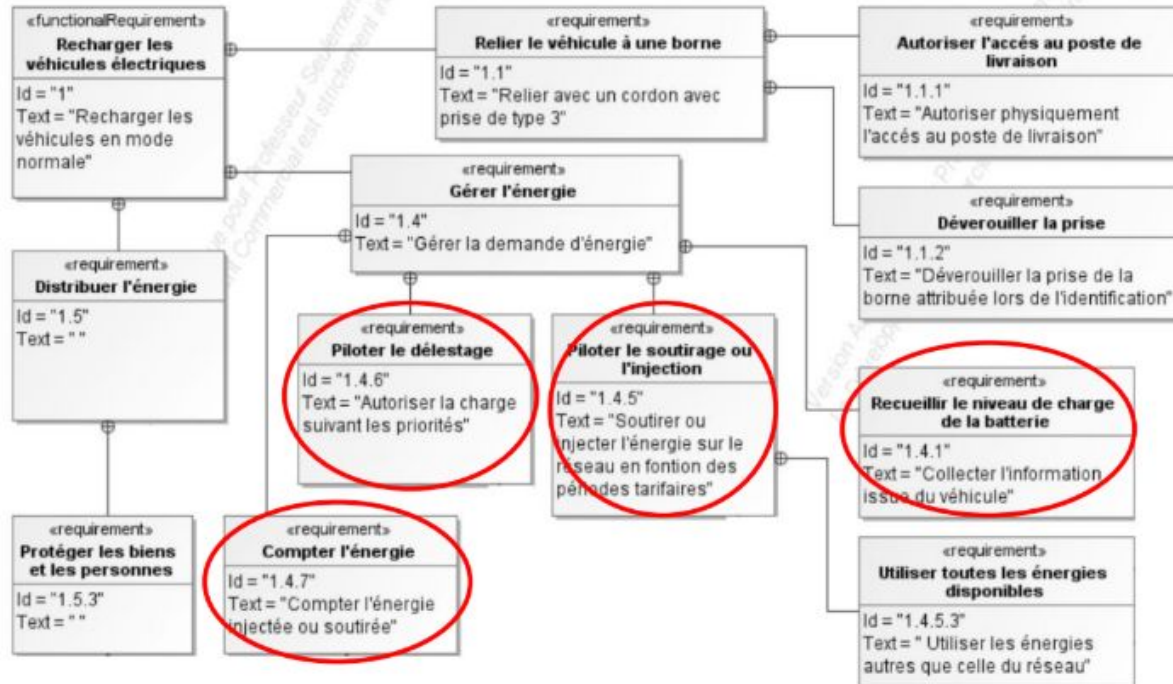 «functionalRequirement»
Recharger les
véhicules électriques
Id = "1"
Text = "Recharger les
véhicules en mode
normale"
«requirement»
Relier le véhicule à une borne
Id = "1.1"
Text = "Relier avec un cordon avec
prise de type 3"
«requirement»
Autoriser l'accés au poste de
livraison
Id = "1.1.1"
Text = "Autoriser physiquement
l'accés au poste de livraison"
«requirement»
Gérer l'énergie
Id = "1.4"
Text = "Gérer la demande d'énergie"
«requirement»
Déverouiller la prise
Id = "1.1.2"
Text = "Déverouiller la prise de la
borne attribuée lors de l'identification"
«requirement»
Distribuer l'énergie
Id = "1.5"
Text = " "
«requirement»
Piloter le délestage
Id = "1.4.6"
Text = "Autoriser la charge
suivant les priorités"
«requirement»
Piloter le soutirage ou
l'injection
Id = "1.4.5"
Text = "Soutirer ou
injecter l'énergie sur le
réseau en fontion des
périodes tarifaires"
«requirement»
Recueillir le niveau de charge
de la batterie
Id = "1.4.1"
Text = "Collecter l'information
issue du véhicule"
«requirement»
Protéger les biens
et les personnes
Id = "1.5.3"
Text = " "
«requirement»
Compter l'énergie
Id = "1.4.7"
Text = "Compter l'énergie
injectée ou soutirée"
«requirement»
Utiliser toutes les énergies
disponibles
Id = "1.4.5.3"
Text = " Utiliser les énergies
autres que celle du réseau"
pour Professeur Seulement
Commercial est strictement